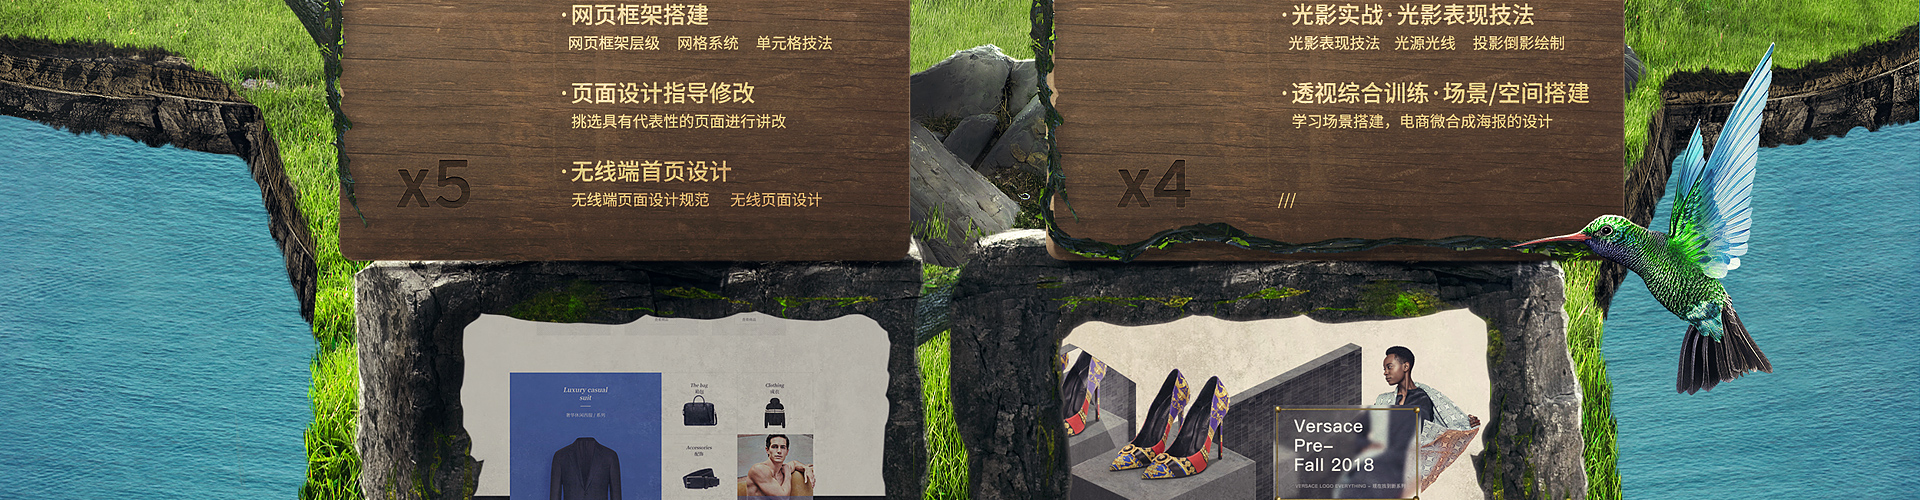 ·网页框架搭建
网页框架层级 网格系统 单元格技法
·页面设计指导修改
挑选具有代表性的页面进行讲改
x5
·无线端首页设计
无线端页面设计规范 无线页面设计
·光影实战·光影表现技法
光影表现技法 光源光线 投影倒影绘制
·透视综合训练·场景/空间搭建
学习场景搭建，电商微合成海报的设计
x4
///
Luxury casual
suit
The bag
Clothing
Accessories
配饰
Versace
Pre–
Fall 2018
VERSACE LOGO EVERYTHING –